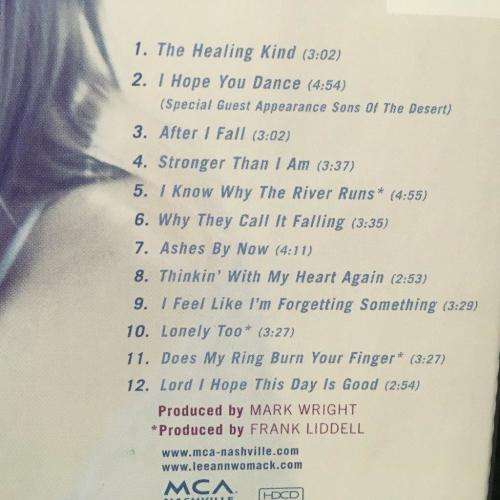 1. The Healing Kind (3:02)
2. I Hope You Dance (4:54)
(Special Guest Appearance Sons Of The Desert)
3. After I Fall (3:02)
4. Stronger Than I Am (3:37)
5. I Know Why The River Runs* (4:55)
6. Why They Call It Falling (3:35)
7. Ashes By Now (4:11)
8. Thinkin' With My Heart Again (2:53)
9. I Feel Like I'm Forgetting Something (3:29)
10. Lonely Too* (3:27)
11. Does My Ring Burn Your Finger* (3:27)
12. Lord I Hope This Day Is Good (2:54)
Produced by MARK WRIGHT
*Produced by FRANK LIDDELL
www.mca-nashville.com
www.leeannwomack.com
MCA
NASHVILLE
HDCD